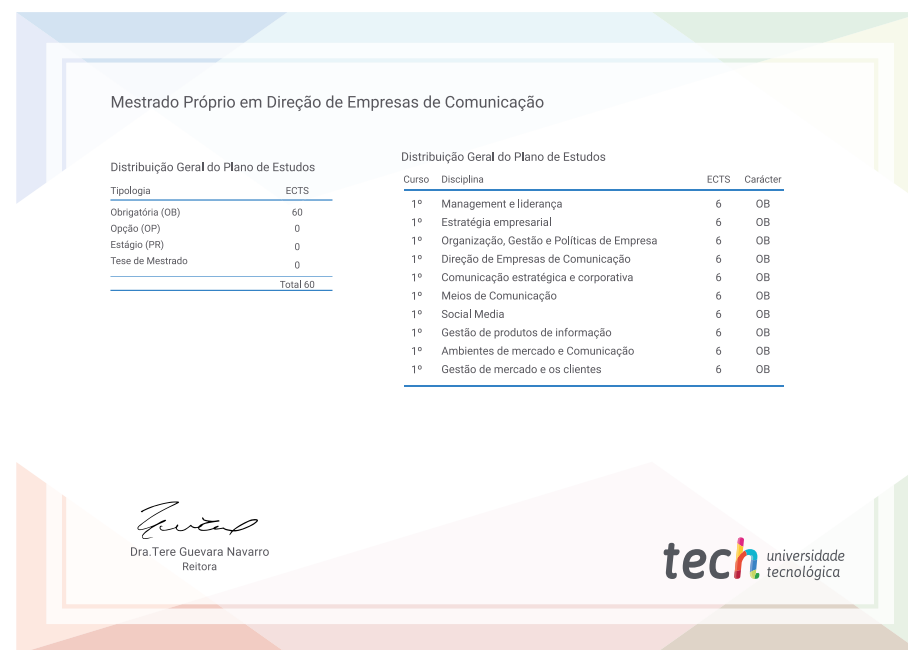 Mestrado Próprio em Direção de Empresas de Comunicação
Distribuição Geral do Plano de Estudos
Tipologia ECTS
Obrigatória (OB) 60
Opção (OP) 0
Estágio (PR) 0
Tese de Mestrado 0
Total 60
Distribuição Geral do Plano de Estudos
Curso Disciplina ECTS Carácter
1º Management e liderança 6 OB
1º Estratégia empresarial 6 OB
1º Organização, Gestão e Políticas de Empresa 6 OB
1º Direção de Empresas de Comunicação 6 OB
1º Comunicação estratégica e corporativa 6 OB
1º Meios de Comunicação 6 OB
1º Social Media 6 OB
1º Gestão de produtos de informação 6 OB
1º Ambientes de mercado e Comunicação 6 OB
1º Gestão de mercado e os clientes 6 OB
Dra.Tere Guevara Navarro
Reitora
tech universidade
tecnológica